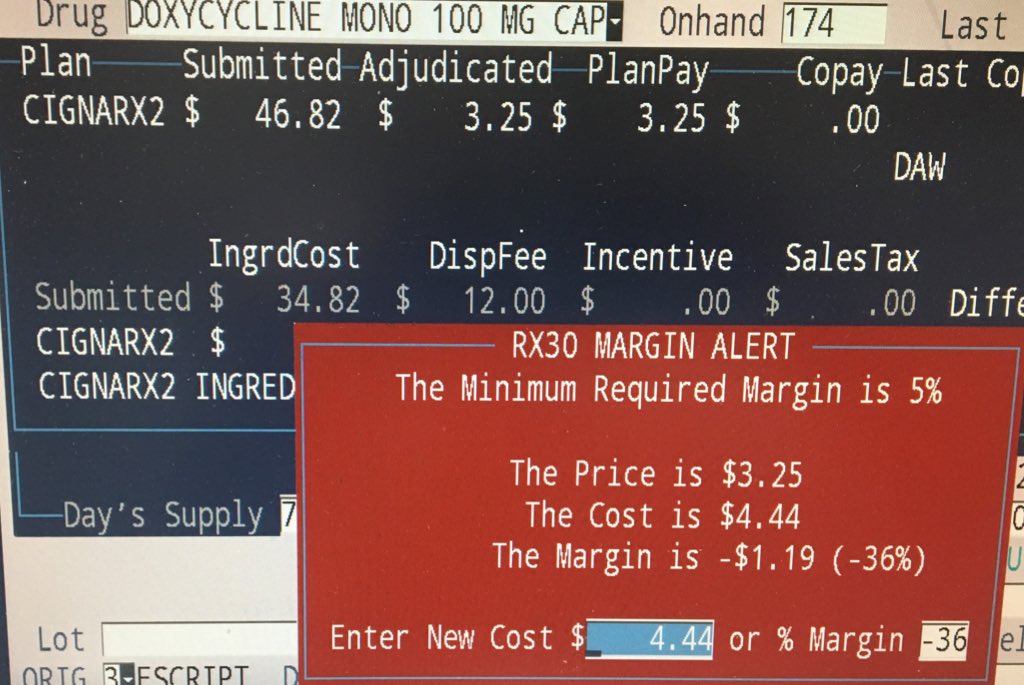 Drug DOXYCYCLINE MONO 100 MG CAP Onhand 174 Last
Plan Submitted Adjudicated PlanPay Copay Last Co
CIGNARX2 $ 46.82 $ 3.25 $ 3.25 $ .00
DAW
IngrdCost DispFee Incentive SalesTax
Submitted $ 34.82 $ 12.00 $ .00 $ .00 Diffe
CIGNARX2 $
CIGNARX2 INGRED
RX30 MARGIN ALERT
The Minimum Required Margin is 5%
The Price is $3.25
The Cost is $4.44
The Margin is -$1.19 (-36%)
Enter New Cost $ 4.44 or % Margin -36
Day's Supply 7
Lot
ORIG 3 ESCRIPT